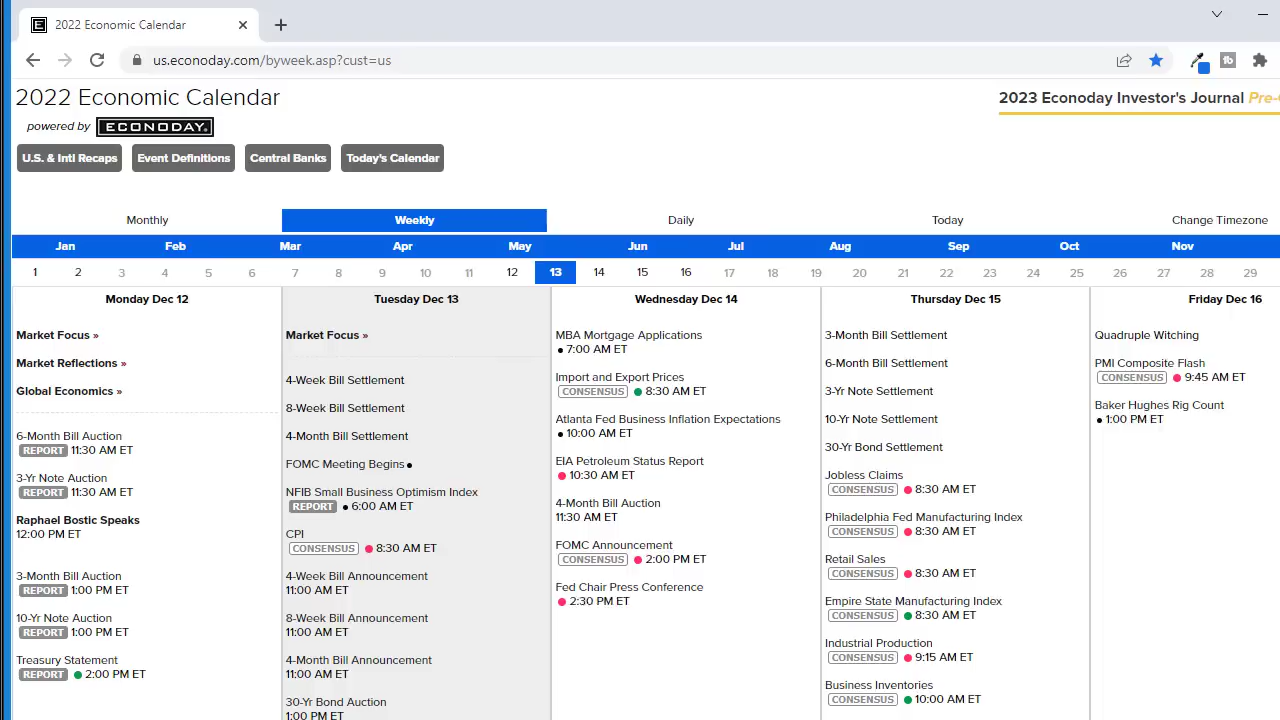 2022 Economic Calendar
us.econoday.com/byweek.asp?cust=us
2022 Economic Calendar
2023 Econoday Investor's Journal
powered by ECONODAY
U.S. & Intl Recaps Event Definitions Central Banks Today's Calendar
Monthly Weekly Daily Today Change Timezone
Jan Feb Mar Apr May Jun Jul Aug Sep Oct Nov
1 2 3 4 5 6 7 8 9 10 11 12 13 14 15 16 17 18 19 20 21 22 23 24 25 26 27 28 29
Monday Dec 12
Market Focus »
Market Reflections »
Global Economics »
6-Month Bill Auction
REPORT 11:30 AM ET
3-Yr Note Auction
REPORT 11:30 AM ET
Raphael Bostic Speaks
12:00 PM ET
3-Month Bill Auction
REPORT 1:00 PM ET
10-Yr Note Auction
REPORT 1:00 PM ET
Treasury Statement
REPORT 2:00 PM ET
Tuesday Dec 13
Market Focus »
4-Week Bill Settlement
8-Week Bill Settlement
4-Month Bill Settlement
FOMC Meeting Begins
NFIB Small Business Optimism Index
REPORT 6:00 AM ET
CPI
CONSENSUS 8:30 AM ET
4-Week Bill Announcement
11:00 AM ET
8-Week Bill Announcement
11:00 AM ET
4-Month Bill Announcement
11:00 AM ET
30-Yr Bond Auction
1:00 PM ET
Wednesday Dec 14
MBA Mortgage Applications
7:00 AM ET
Import and Export Prices
CONSENSUS 8:30 AM ET
Atlanta Fed Business Inflation Expectations
10:00 AM ET
EIA Petroleum Status Report
10:30 AM ET
4-Month Bill Auction
11:30 AM ET
FOMC Announcement
CONSENSUS 2:00 PM ET
Fed Chair Press Conference
2:30 PM ET
Thursday Dec 15
3-Month Bill Settlement
6-Month Bill Settlement
3-Yr Note Settlement
10-Yr Note Settlement
30-Yr Bond Settlement
Jobless Claims
CONSENSUS 8:30 AM ET
Philadelphia Fed Manufacturing Index
CONSENSUS 8:30 AM ET
Retail Sales
CONSENSUS 8:30 AM ET
Empire State Manufacturing Index
CONSENSUS 8:30 AM ET
Industrial Production
CONSENSUS 9:15 AM ET
Business Inventories
CONSENSUS 10:00 AM ET
Friday Dec 16
Quadruple Witching
PMI Composite Flash
CONSENSUS 9:45 AM ET
Baker Hughes Rig Count
1:00 PM ET